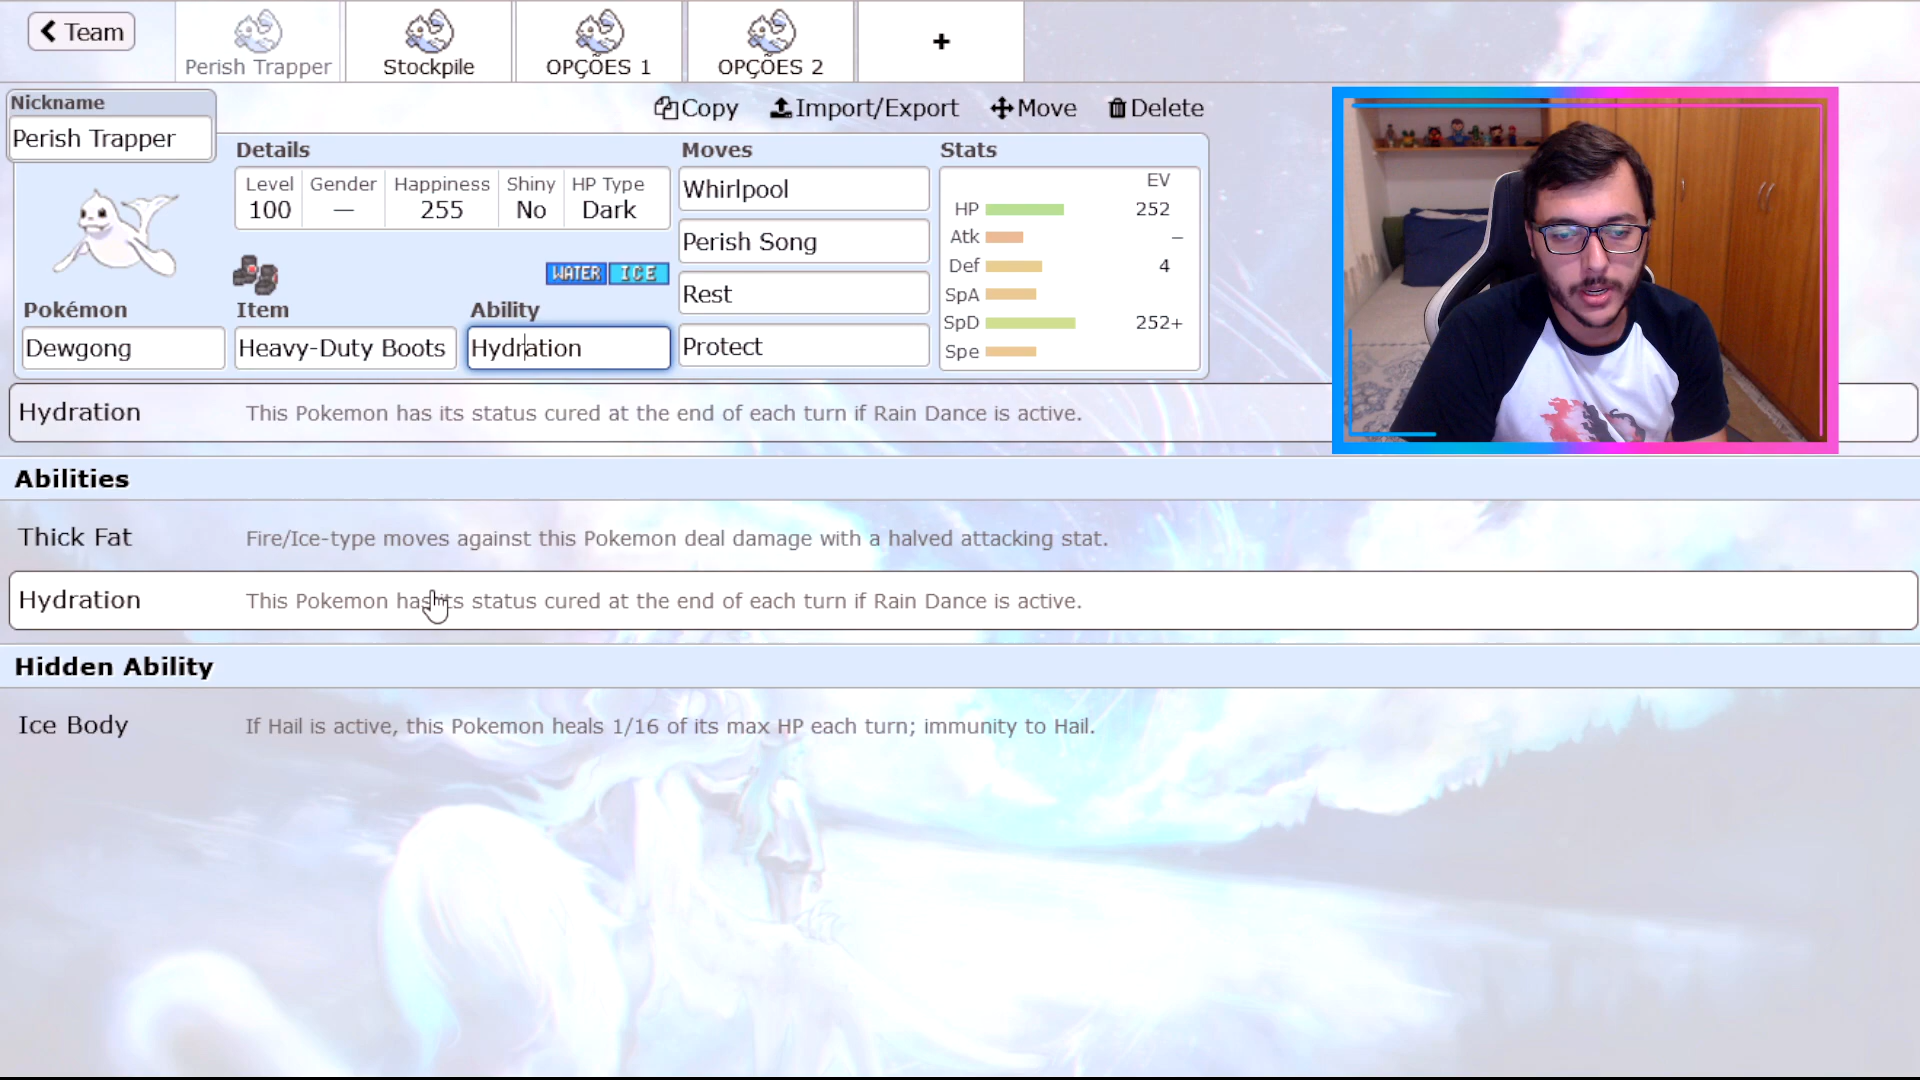 Team
Perish Trapper
Stockpile
OPÇÕES 1
OPÇÕES 2
+
Nickname
Perish Trapper
Copy
Import/Export
Move
Delete
Details
Level
100
Gender
—
Happiness
255
Shiny
No
HP Type
Dark
WATER
ICE
Pokémon
Dewgong
Item
Heavy-Duty Boots
Ability
Hydration
Moves
Whirlpool
Perish Song
Rest
Protect
Stats
EV
HP 252
Atk –
Def 4
SpA
SpD 252+
Spe
Hydration This Pokemon has its status cured at the end of each turn if Rain Dance is active.
Abilities
Thick Fat Fire/Ice-type moves against this Pokemon deal damage with a halved attacking stat.
Hydration This Pokemon has its status cured at the end of each turn if Rain Dance is active.
Hidden Ability
Ice Body If Hail is active, this Pokemon heals 1/16 of its max HP each turn; immunity to Hail.